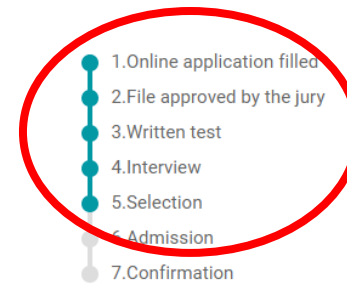 1.Online application filled
2.File approved by the jury
3.Written test
4.Interview
5.Selection
6.Admission
7.Confirmation